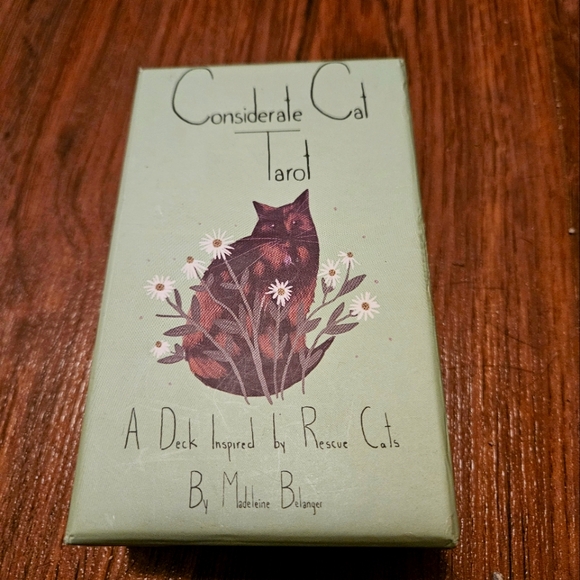 Considerate Cat
Tarot
A Deck Inspired by Rescue Cats
By Madeleine Belanger